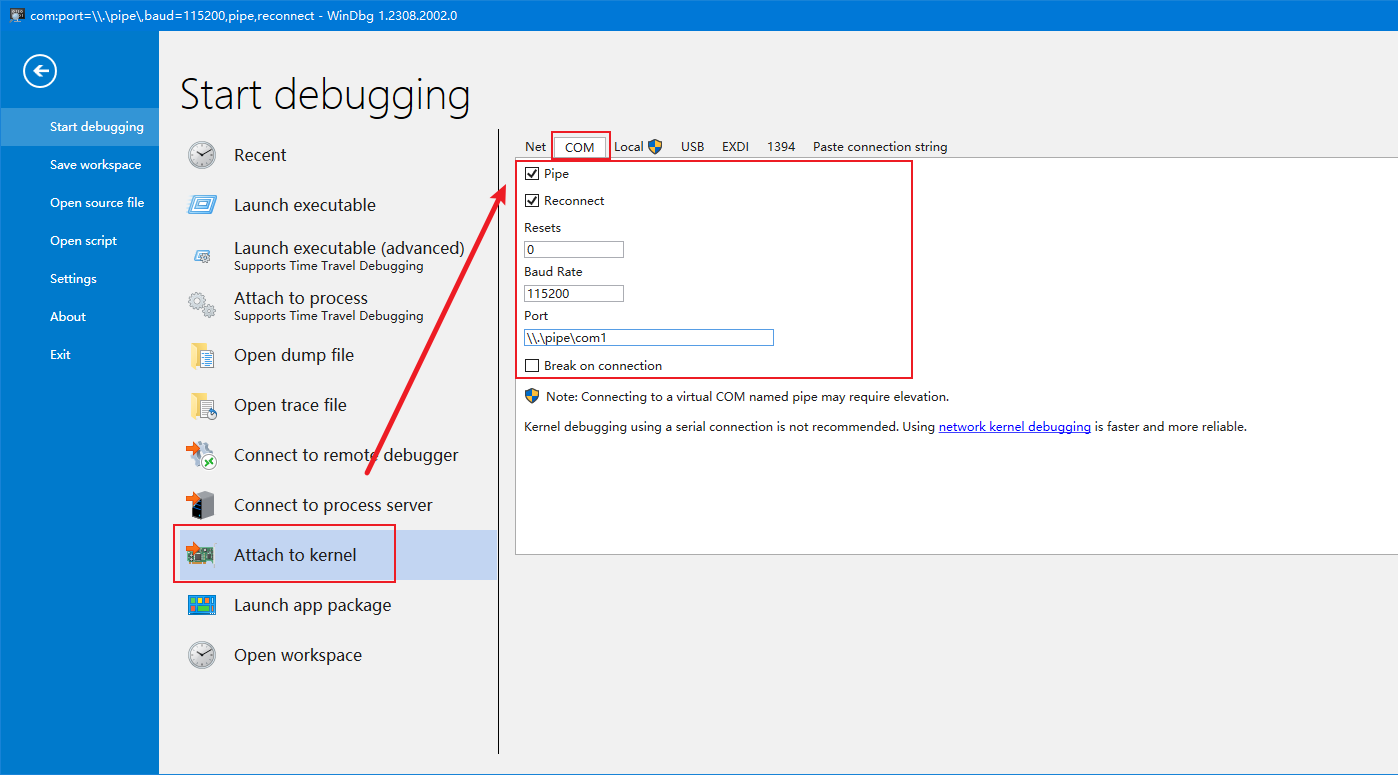 com:port=\\.\pipe\,baud=115200,pipe,reconnect - WinDbg 1.2308.2002.0
Start debugging
Save workspace
Open source file
Open script
Settings
About
Exit
Start debugging
Recent
Launch executable
Launch executable (advanced)
Supports Time Travel Debugging
Attach to process
Supports Time Travel Debugging
Open dump file
Open trace file
Connect to remote debugger
Connect to process server
Attach to kernel
Launch app package
Open workspace
Net COM Local USB EXDI 1394 Paste connection string
Pipe
Reconnect
Resets
0
Baud Rate
115200
Port
\\.\pipe\com1
Break on connection
Note: Connecting to a virtual COM named pipe may require elevation.
Kernel debugging using a serial connection is not recommended. Using network kernel debugging is faster and more reliable.